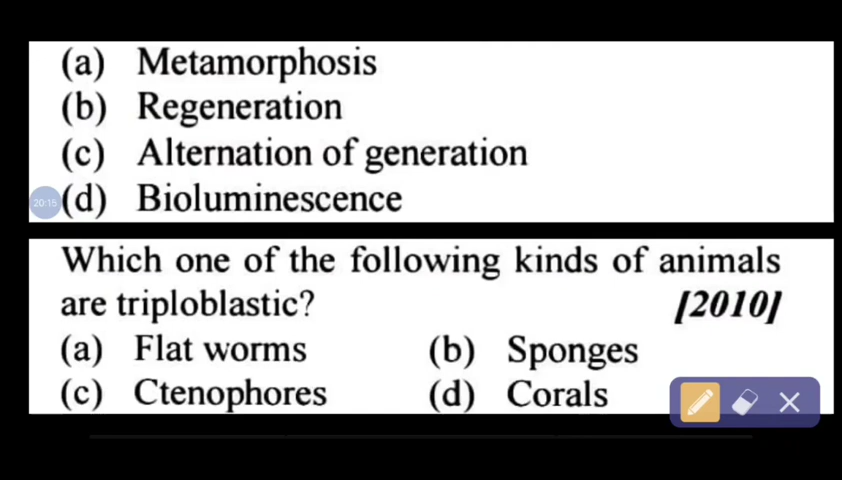 (a) Metamorphosis
(b) Regeneration
(c) Alternation of generation
20:15 (d) Bioluminescence
Which one of the following kinds of animals
are triploblastic? [2010]
(a) Flat worms (b) Sponges
(c) Ctenophores (d) Corals